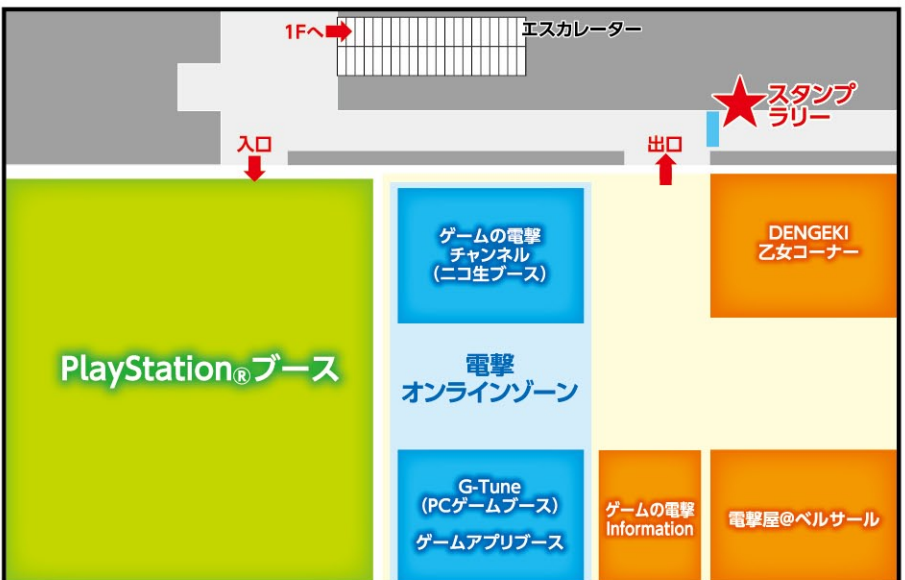 1Fへ
エスカレーター
スタンプ
ラリー
入口
出口
ゲームの電撃
チャンネル
(ニコ生ブース)
DENGEKI
乙女コーナー
PlayStation®ブース
電撃
オンラインゾーン
G-Tune
(PCゲームブース)
ゲームアプリブース
ゲームの電撃
Information
電撃屋@ベルサール